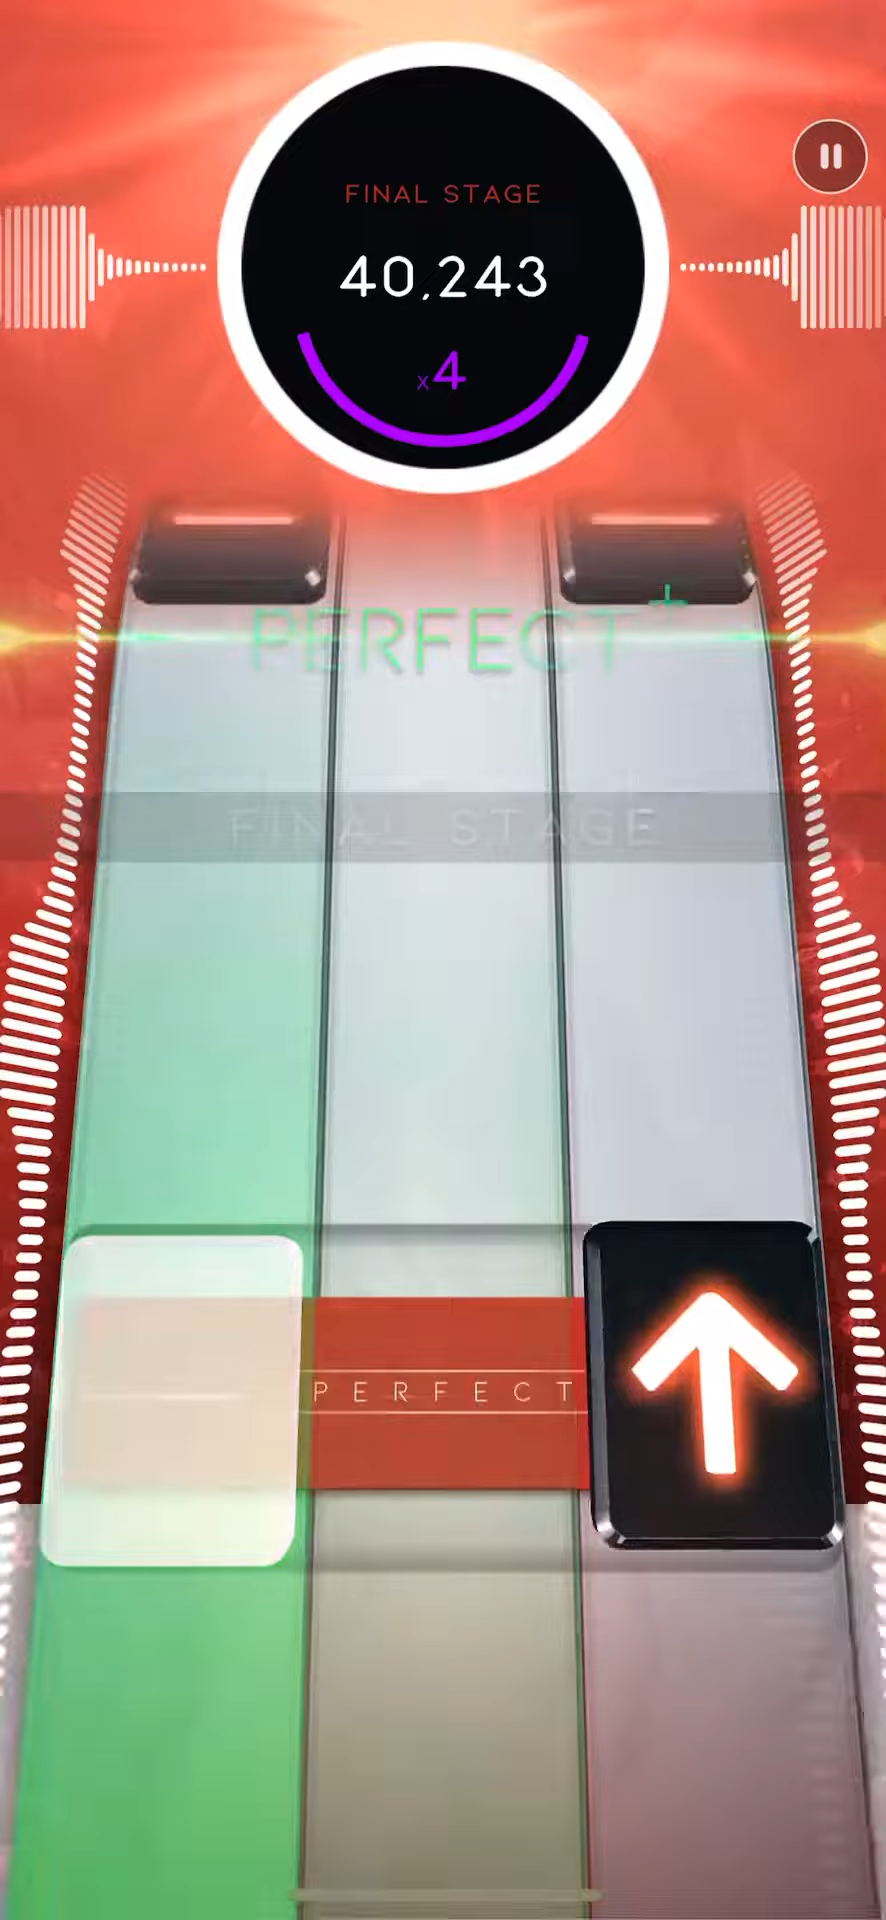 FINAL STAGE
40,243
x4
PERFECT+
FINAL STAGE
PERFECT